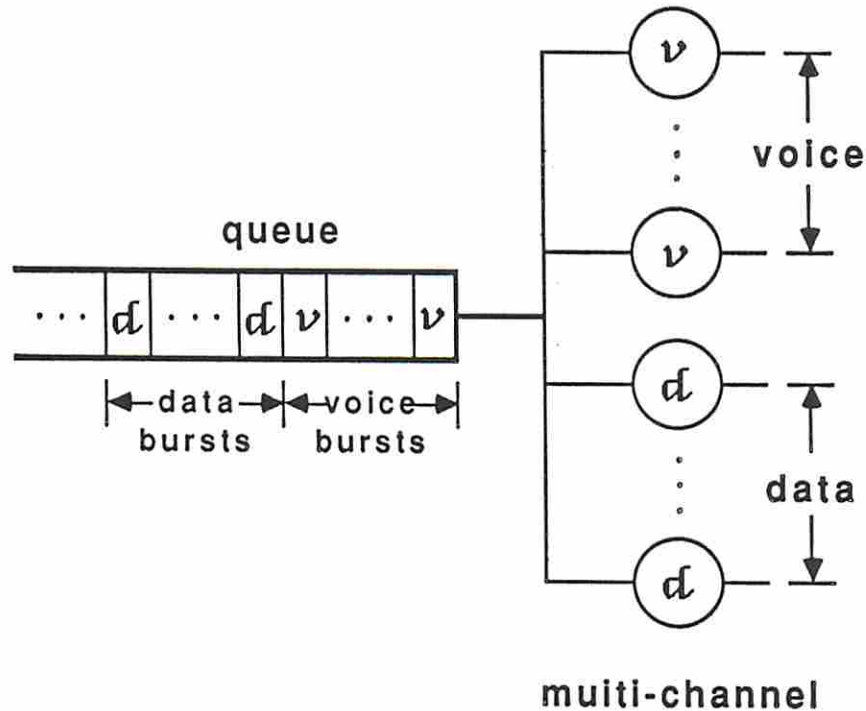 v
voice
v
queue
... d ... d v ... v
data voice
bursts bursts
d
data
d
muiti-channel